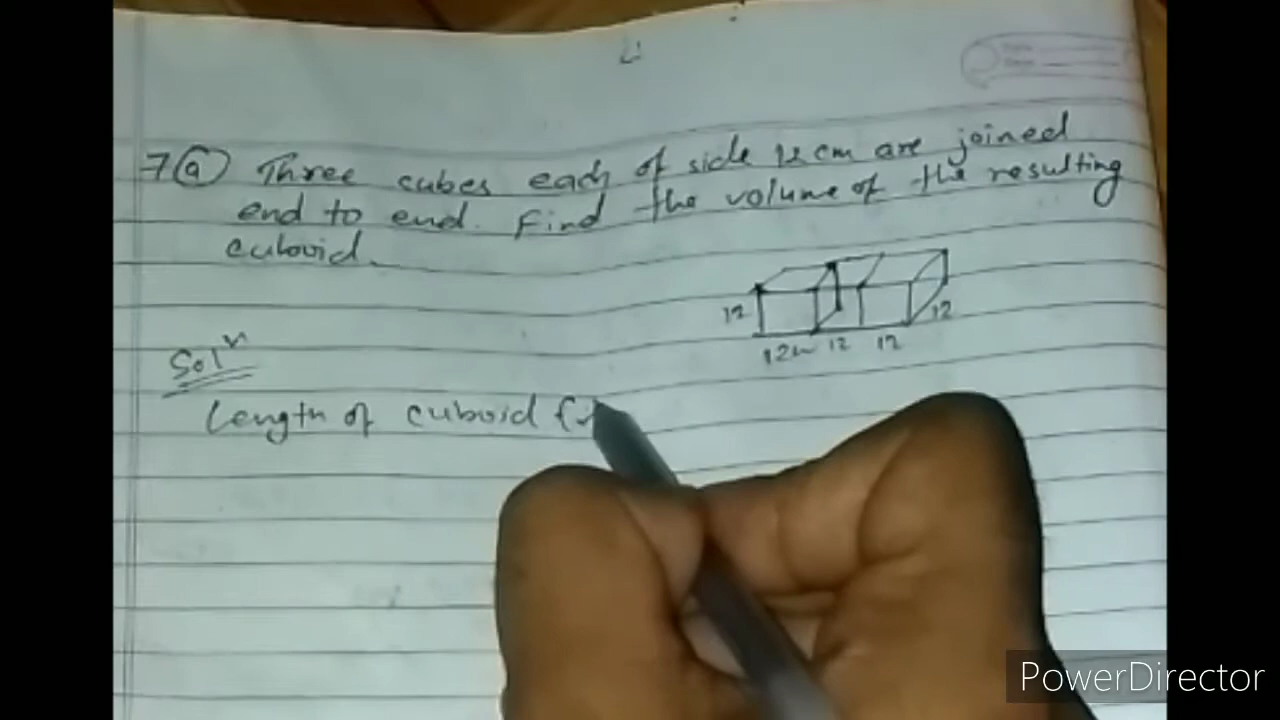 7(a) Three cubes each of side 12 cm are joined
end to end. Find the volume of the resulting
cuboid.
12
12
12cm 12 12
Solⁿ
Length of cuboid (
PowerDirector